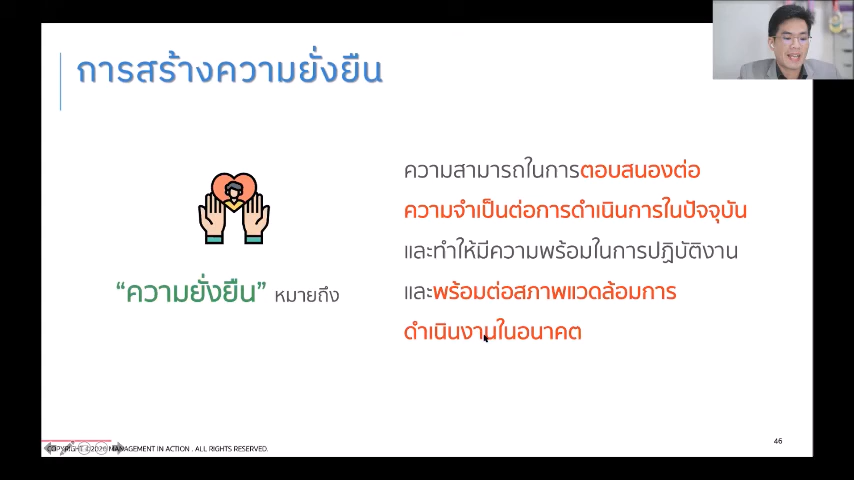 การสร้างความยั่งยืน
“ความยั่งยืน” หมายถึง
ความสามารถในการตอบสนองต่อ
ความจำเป็นต่อการดำเนินการในปัจจุบัน
และทำให้มีความพร้อมในการปฏิบัติงาน
และพร้อมต่อสภาพแวดล้อมการ
ดำเนินงานในอนาคต
COPYRIGHT ©2020 MANAGEMENT IN ACTION . ALL RIGHTS RESERVED.
46